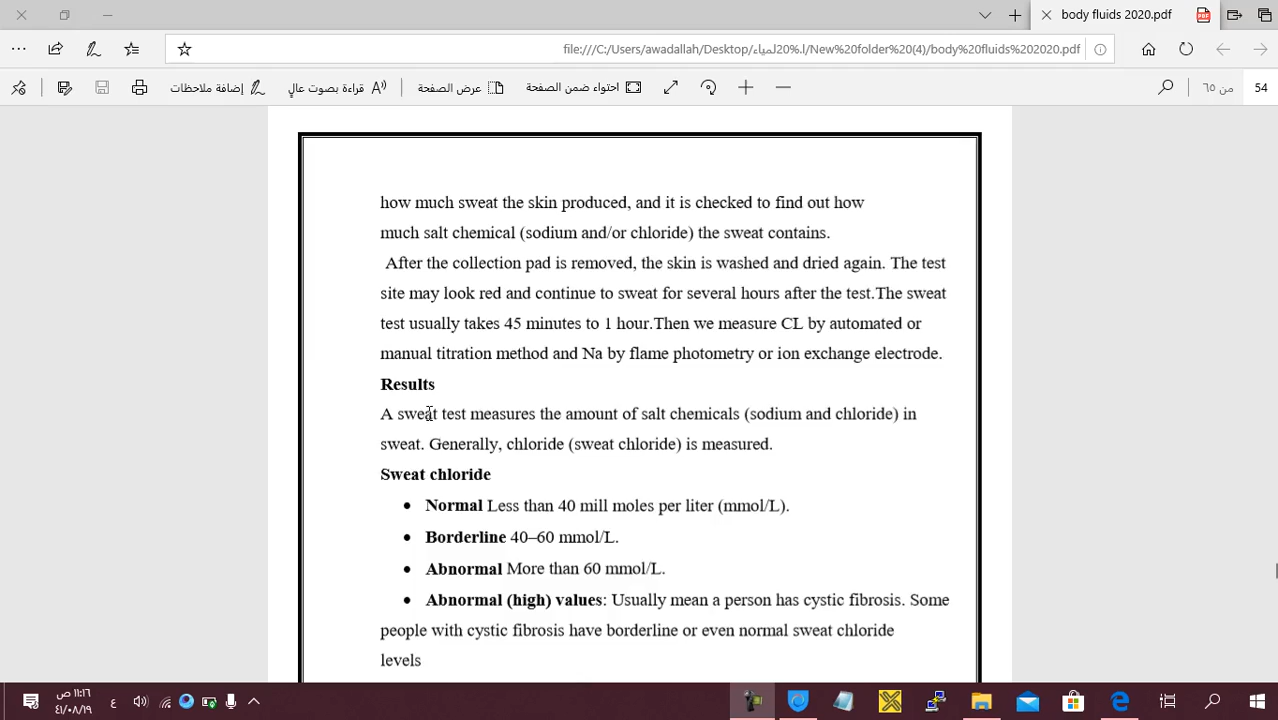 body fluids 2020.pdf
file:///C:/Users/awadallah/Desktop/لمياء%20.l/New%20folder%20(4)/body%20fluids%202020.pdf
إضافة ملاحظات
قراءة بصوت عالٍ
عرض الصفحة
احتواء ضمن الصفحة
من ٦٥
54
how much sweat the skin produced, and it is checked to find out how
much salt chemical (sodium and/or chloride) the sweat contains.
After the collection pad is removed, the skin is washed and dried again. The test
site may look red and continue to sweat for several hours after the test.The sweat
test usually takes 45 minutes to 1 hour.Then we measure CL by automated or
manual titration method and Na by flame photometry or ion exchange electrode.
Results
A sweat test measures the amount of salt chemicals (sodium and chloride) in
sweat. Generally, chloride (sweat chloride) is measured.
Sweat chloride
• Normal Less than 40 mill moles per liter (mmol/L).
• Borderline 40–60 mmol/L.
• Abnormal More than 60 mmol/L.
• Abnormal (high) values: Usually mean a person has cystic fibrosis. Some
people with cystic fibrosis have borderline or even normal sweat chloride
levels
ع
١١:١٦ ص
٤١/٠٨/١٩